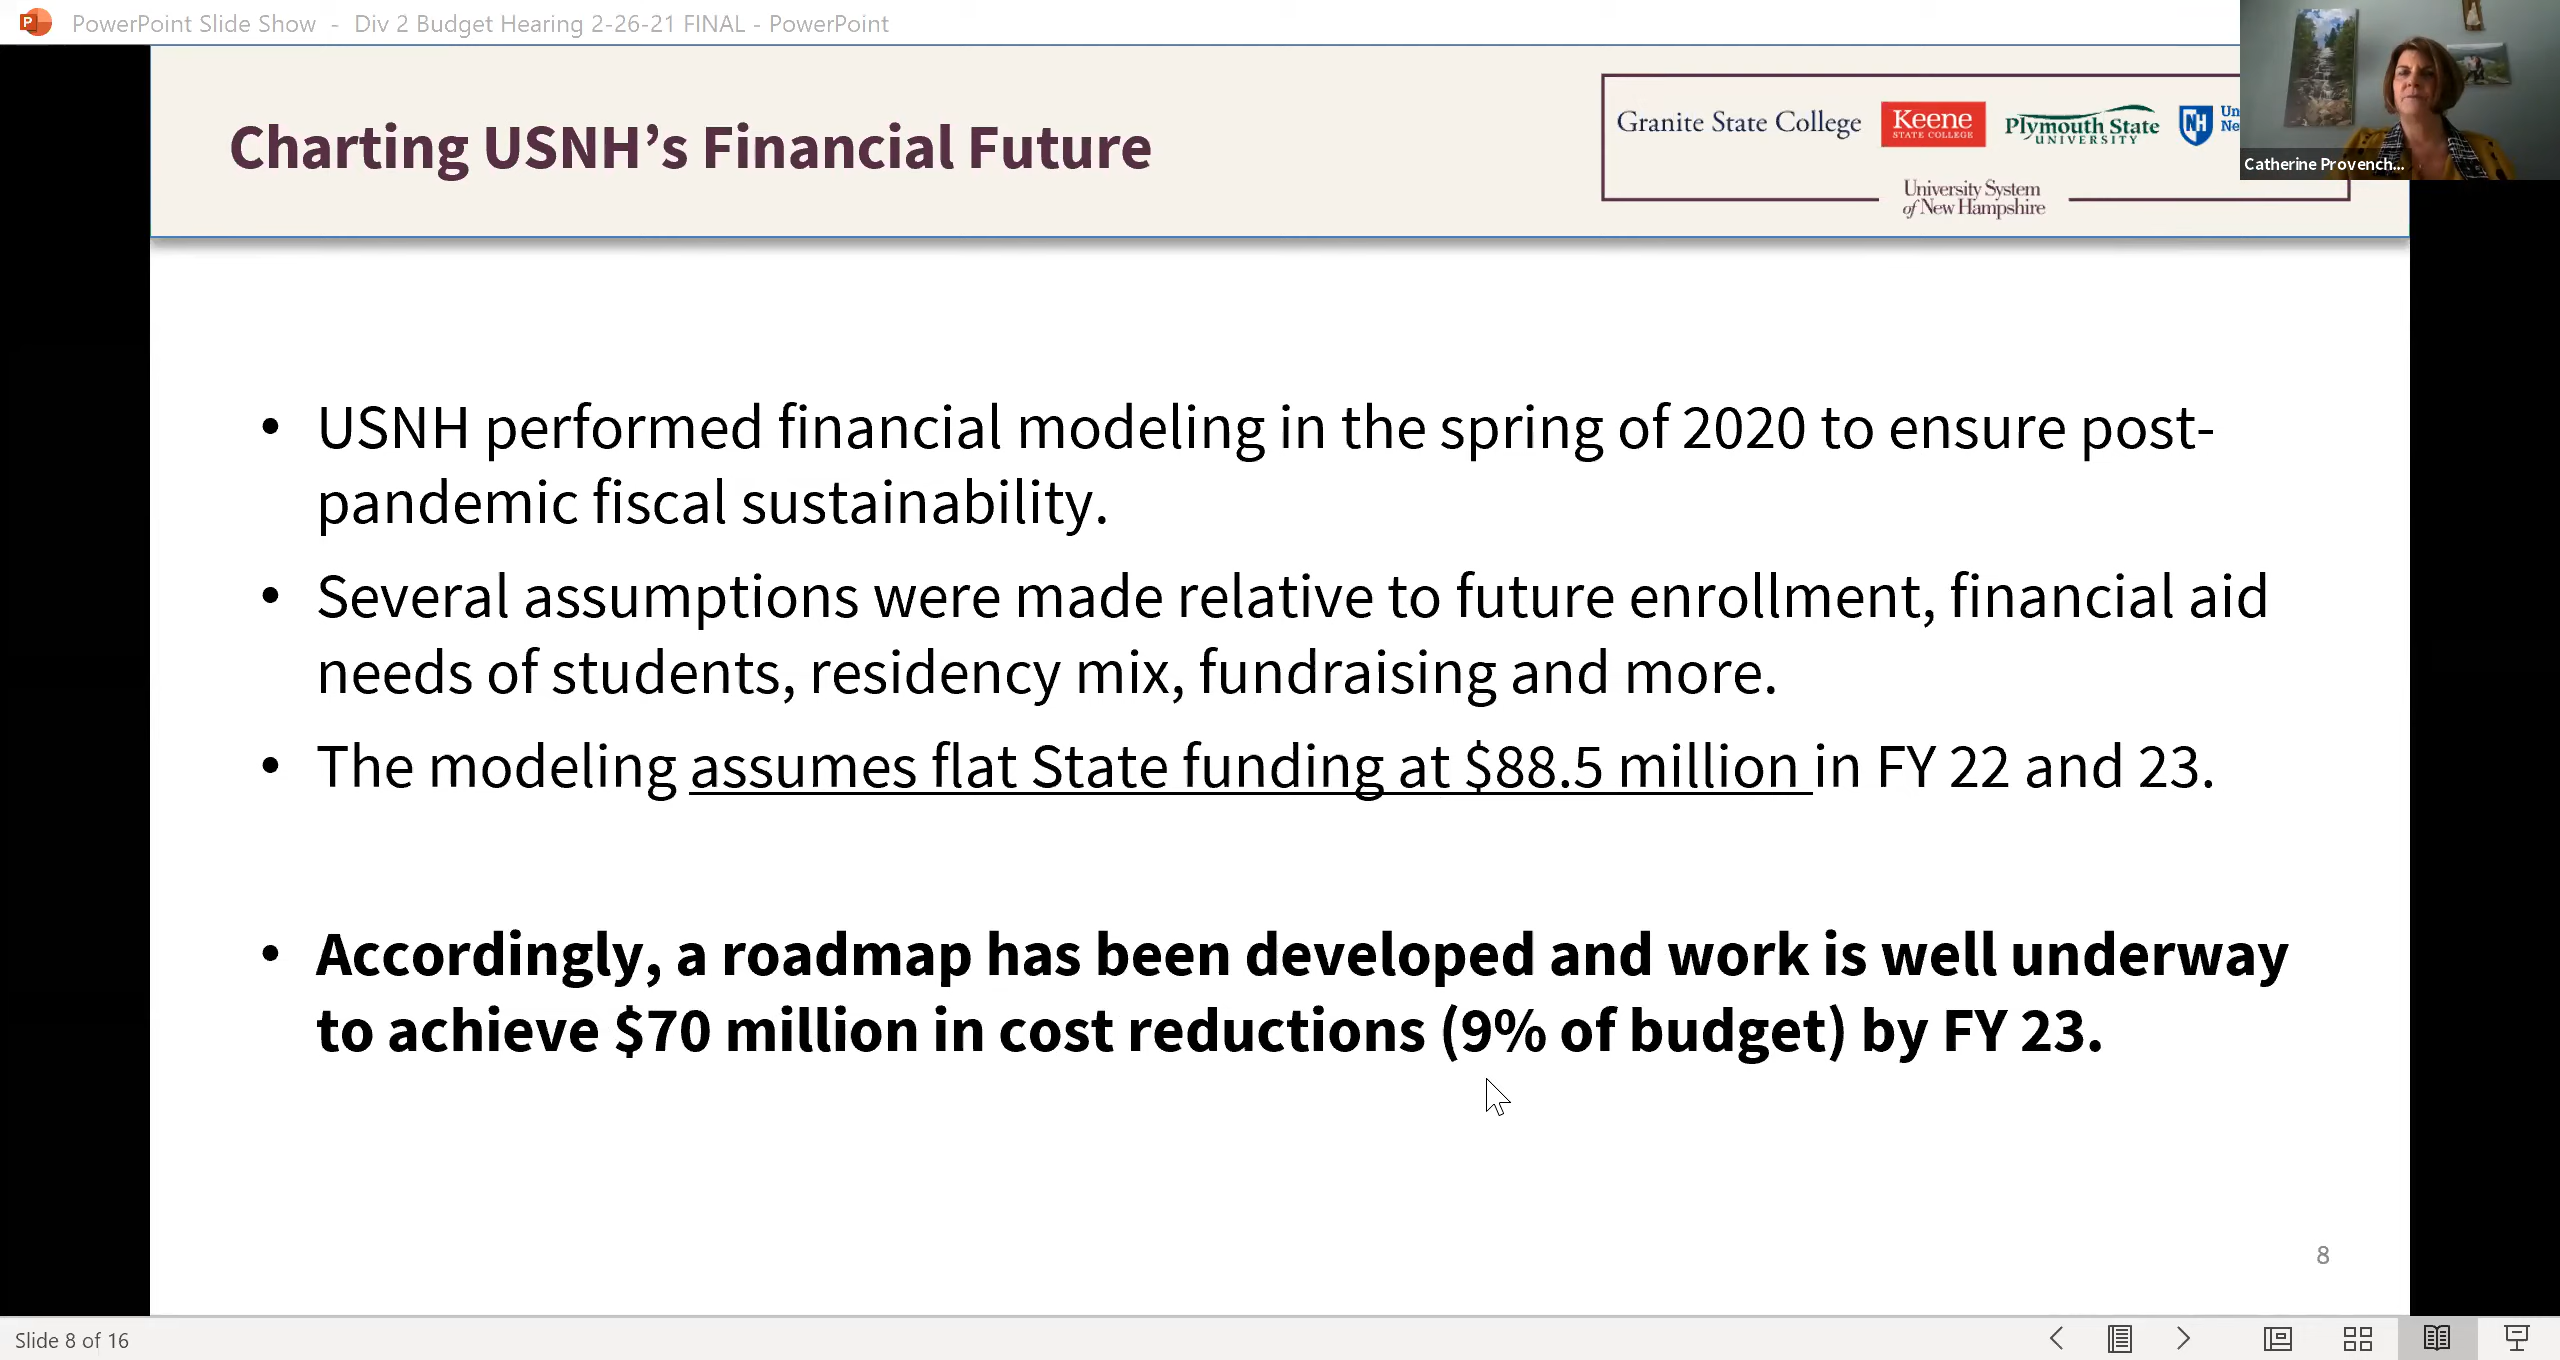 PowerPoint Slide Show - Div 2 Budget Hearing 2-26-21 FINAL - PowerPoint
Charting USNH’s Financial Future
Granite State College
Keene
STATE COLLEGE
Plymouth State
UNIVERSITY
NH
University System
of New Hampshire
Catherine Provench...
• USNH performed financial modeling in the spring of 2020 to ensure post-
pandemic fiscal sustainability.
• Several assumptions were made relative to future enrollment, financial aid
needs of students, residency mix, fundraising and more.
• The modeling assumes flat State funding at $88.5 million in FY 22 and 23.
• Accordingly, a roadmap has been developed and work is well underway
to achieve $70 million in cost reductions (9% of budget) by FY 23.
8
Slide 8 of 16